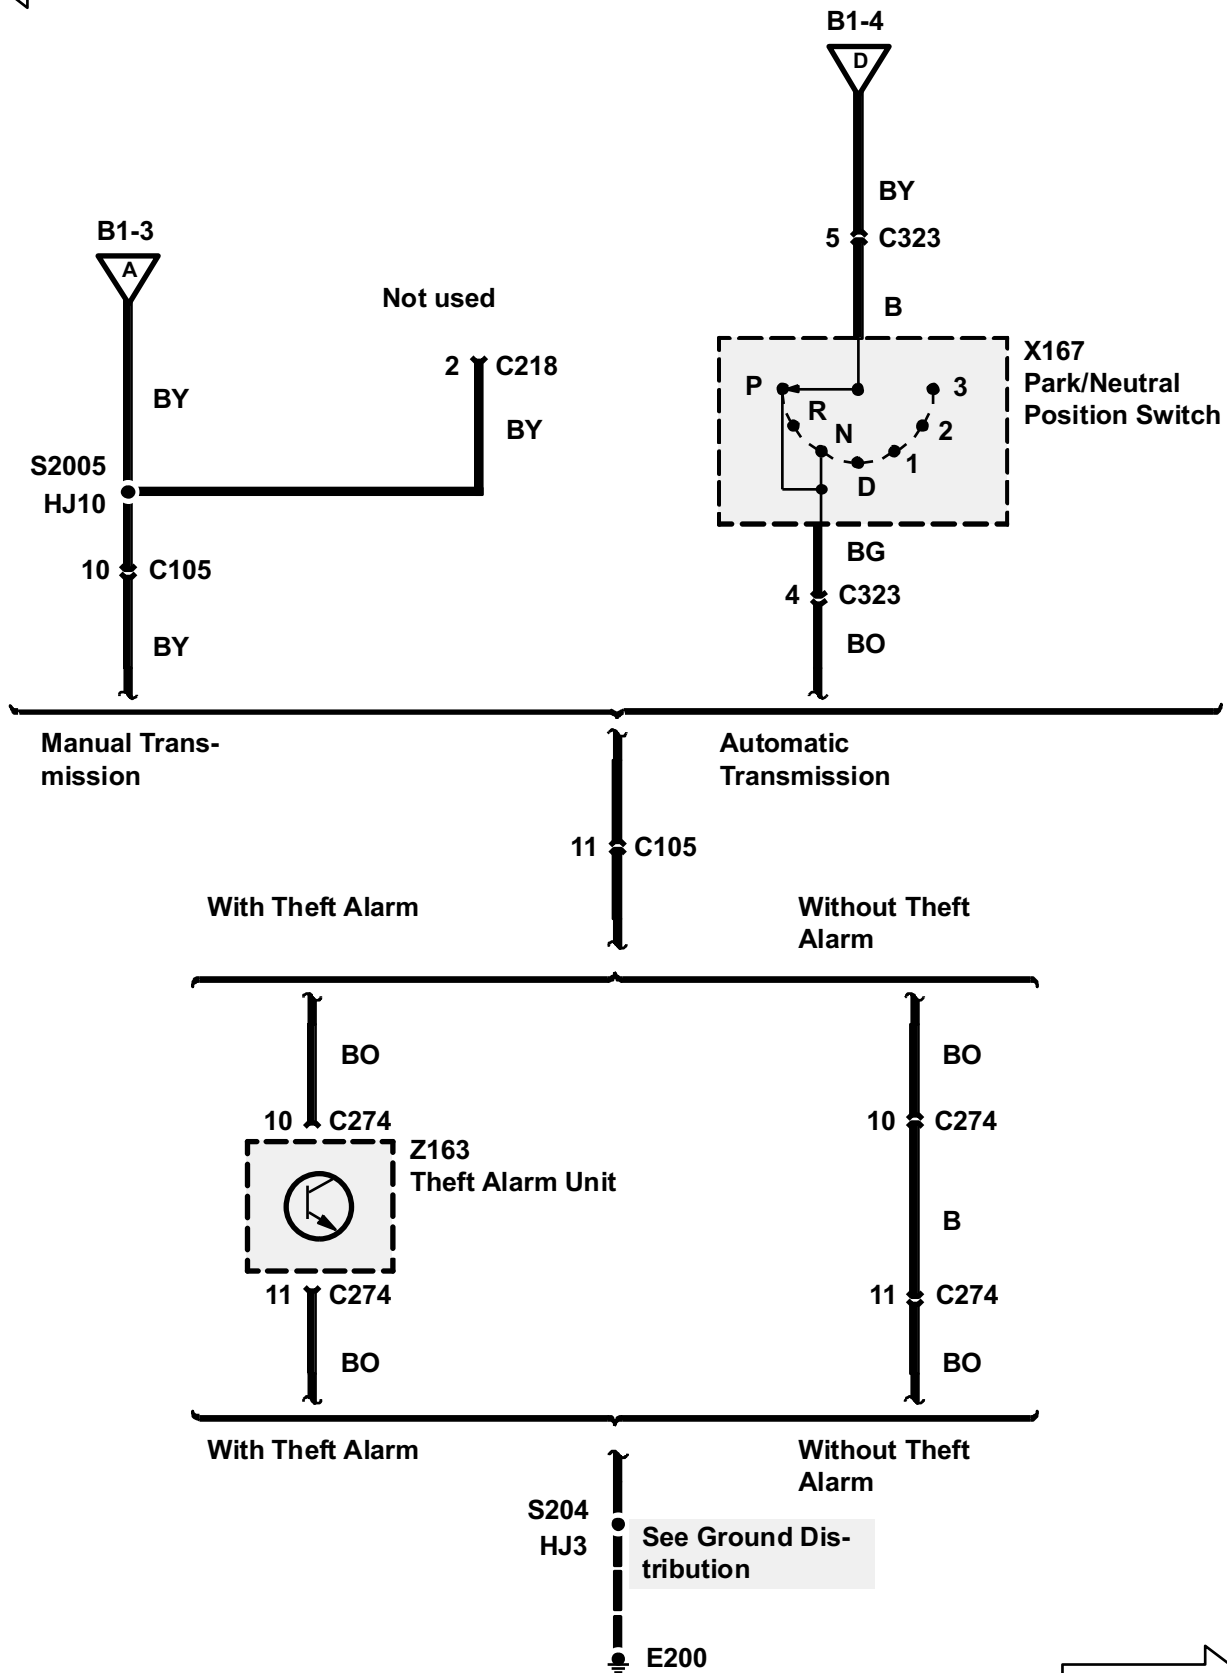 B1-4
D
BY
5 C323
B
B1-3
A
Not used
2 C218
BY
BY
S2005
HJ10
10 C105
BY
X167
Park/Neutral
Position Switch
P
R
N
D
1
2
3
BG
4 C323
BO
Manual Trans-
mission
Automatic
Transmission
11 C105
With Theft Alarm
Without Theft
Alarm
BO
10 C274
Z163
Theft Alarm Unit
11 C274
BO
BO
10 C274
B
11 C274
BO
With Theft Alarm
Without Theft
Alarm
S204
HJ3
See Ground Dis-
tribution
E200